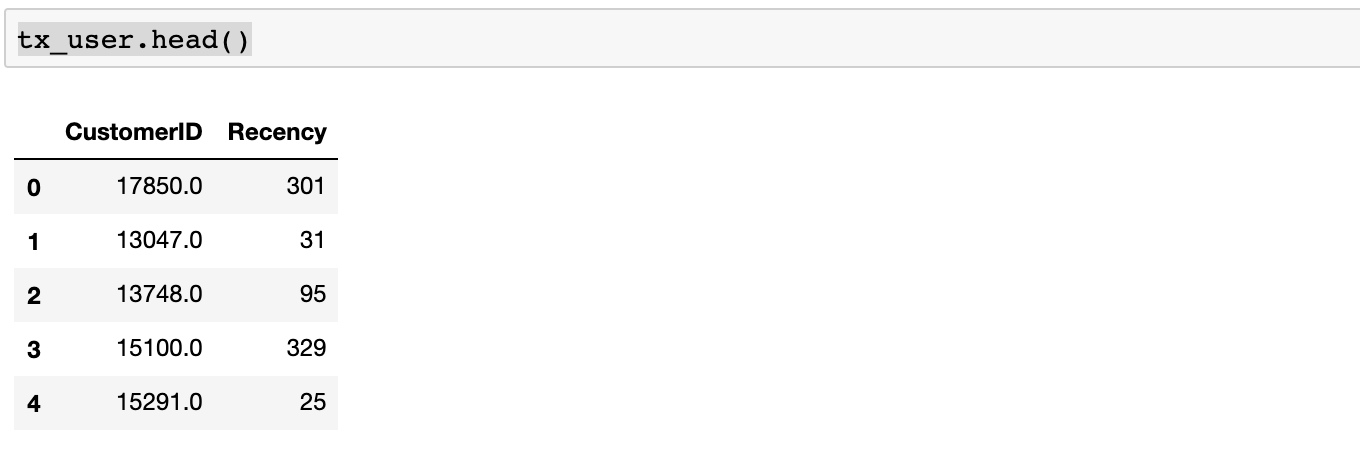 tx_user.head()
CustomerID Recency
0 17850.0 301
1 13047.0 31
2 13748.0 95
3 15100.0 329
4 15291.0 25